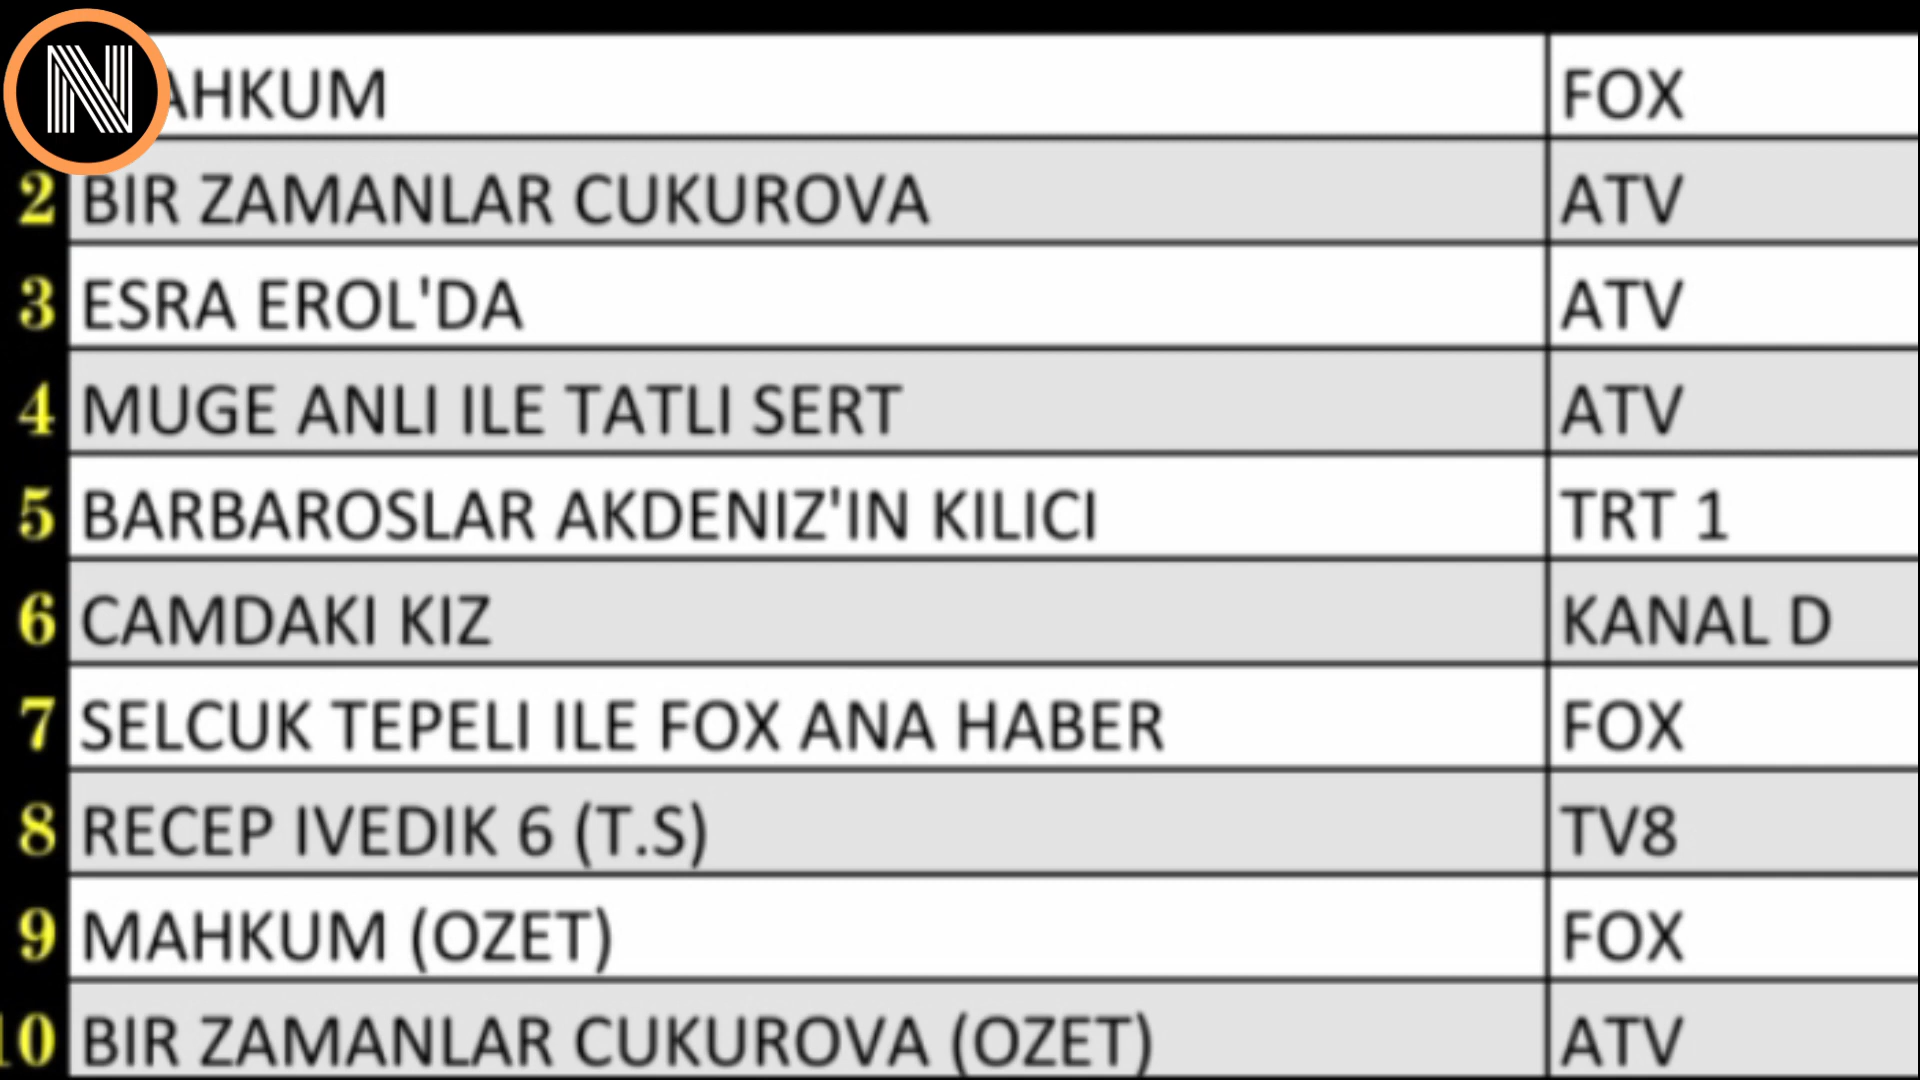 N
AHKUM FOX
2 BIR ZAMANLAR CUKUROVA ATV
3 ESRA EROL'DA ATV
4 MUGE ANLI ILE TATLI SERT ATV
5 BARBAROSLAR AKDENIZ'IN KILICI TRT 1
6 CAMDAKI KIZ KANAL D
7 SELCUK TEPELI ILE FOX ANA HABER FOX
8 RECEP IVEDIK 6 (T.S) TV8
9 MAHKUM (OZET) FOX
10 BIR ZAMANLAR CUKUROVA (OZET) ATV